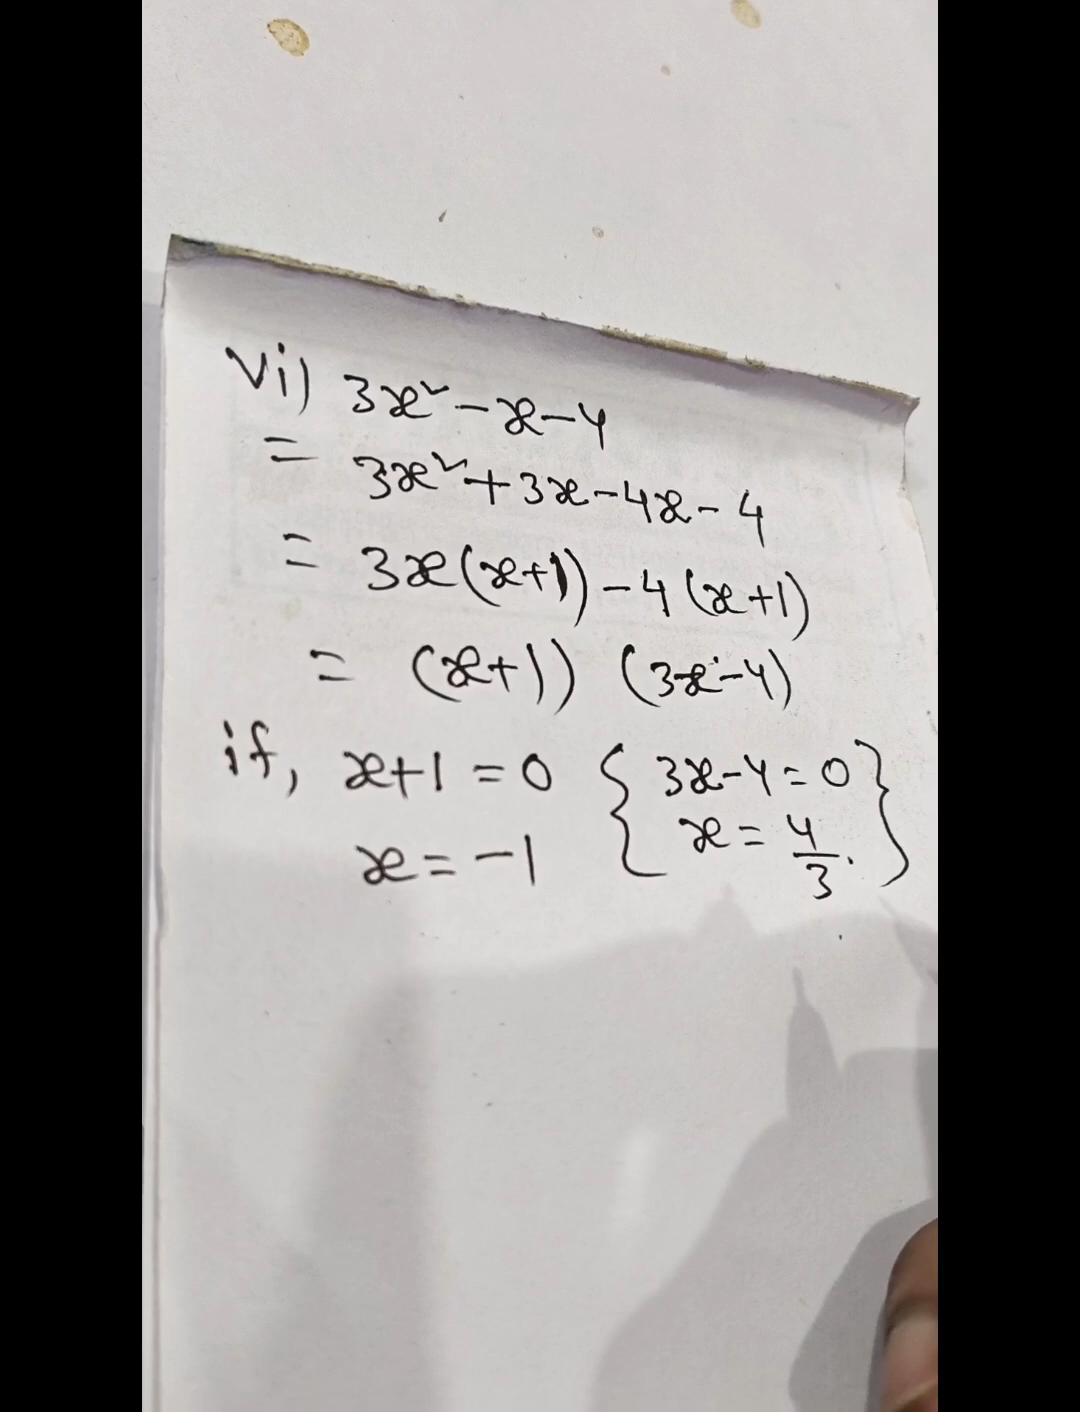 vi) 3x² - x - 4
= 3x² + 3x - 4x - 4
= 3x(x+1) - 4(x+1)
= (x+1) (3x-4)
if, x+1 = 0 { 3x-4 = 0 }
x = -1 x = 4/3.